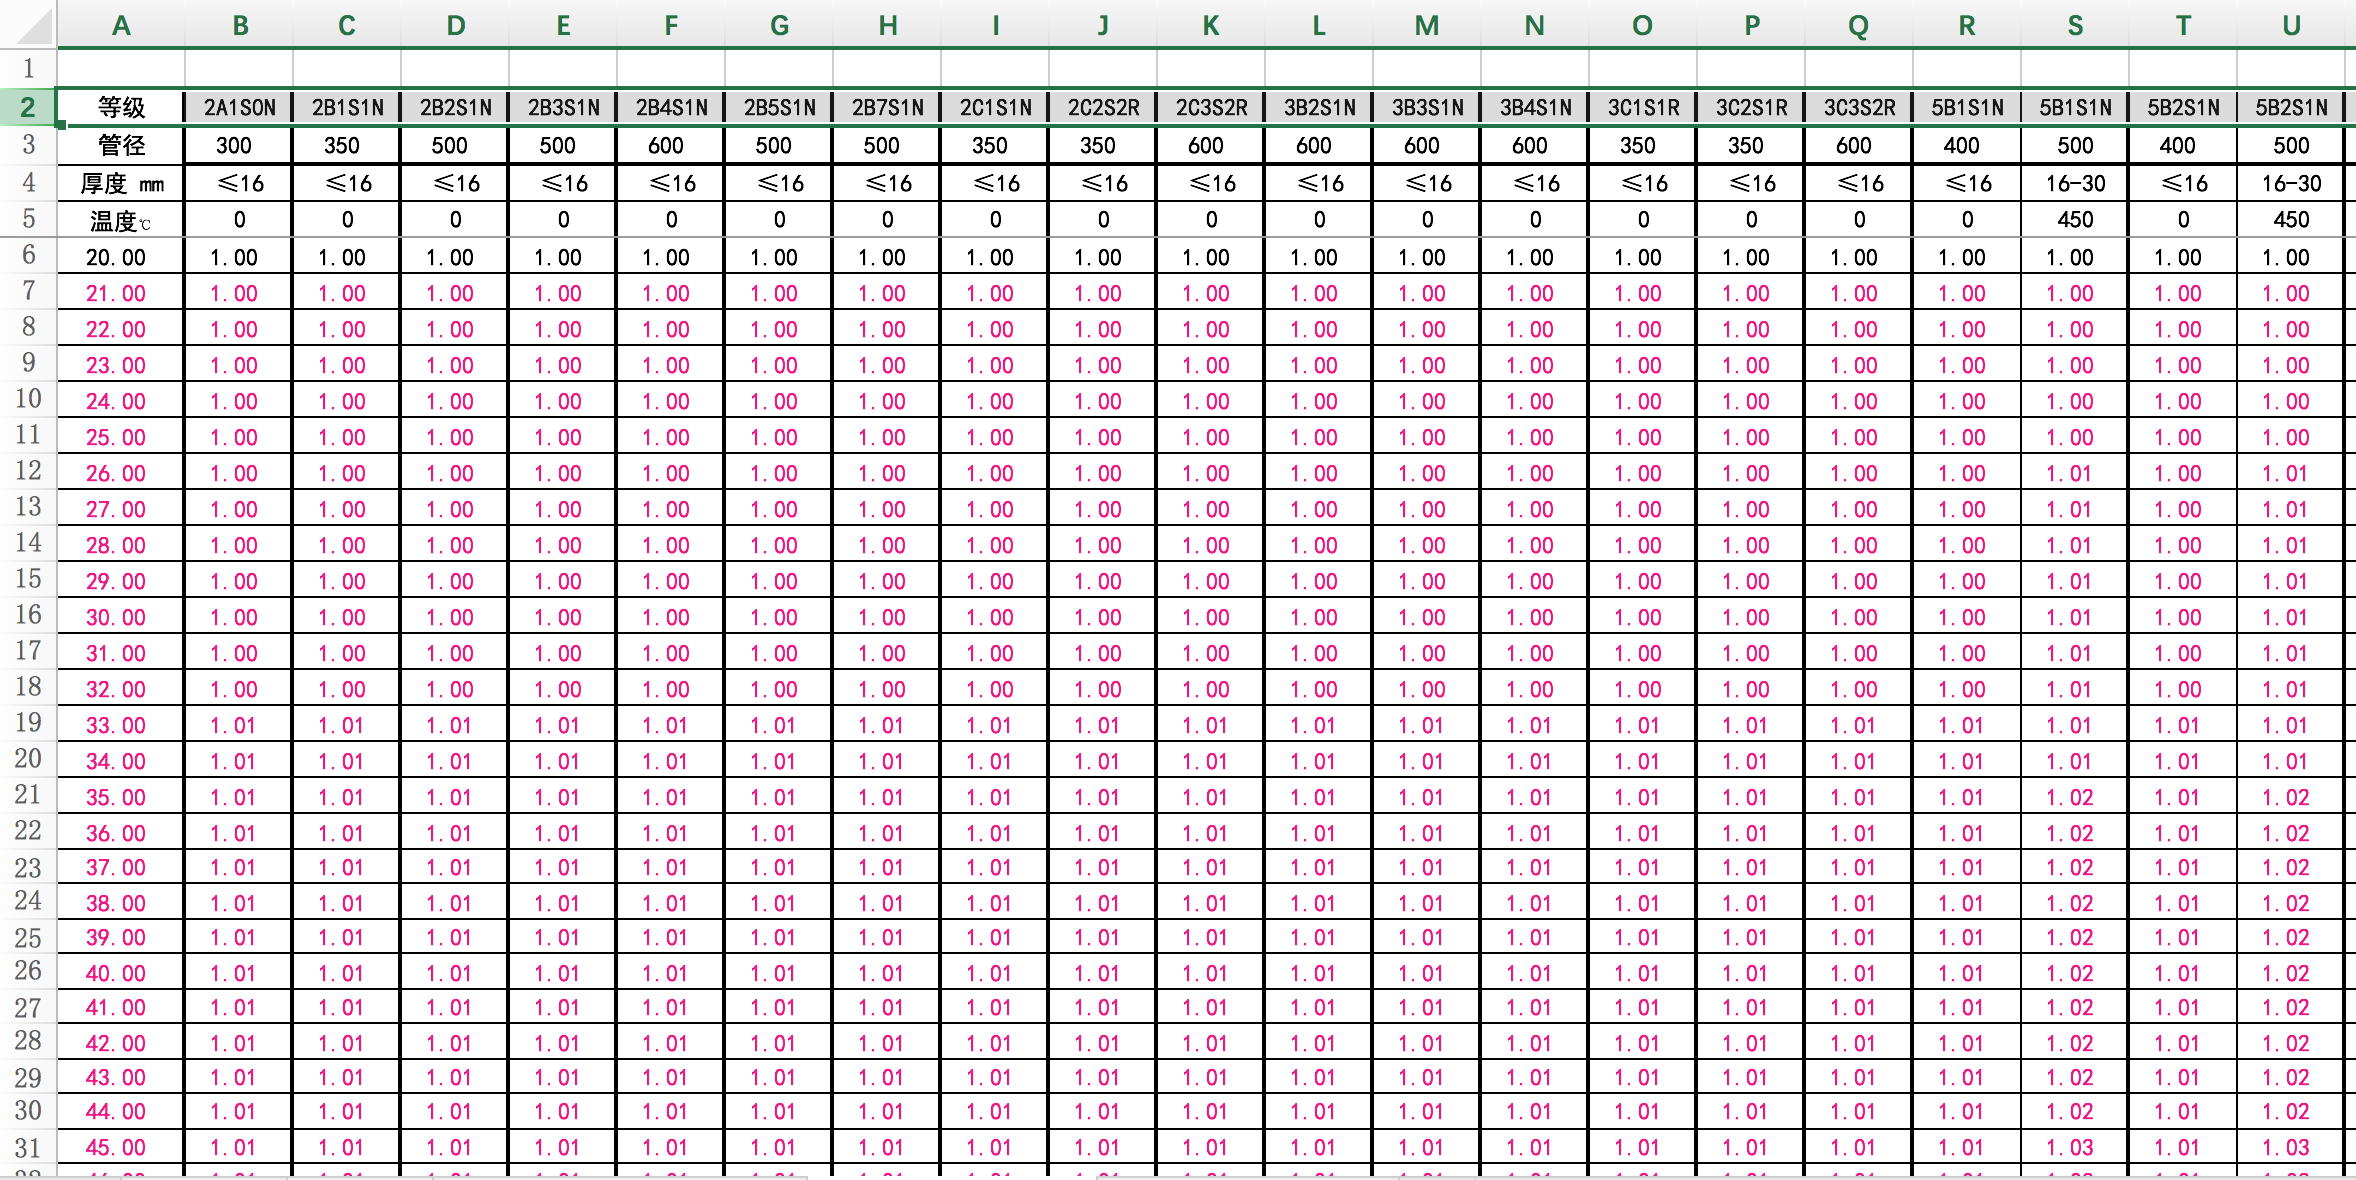 A B C D E F G H I J K L M N O P Q R S T U
1
2 等级 2A1S0N 2B1S1N 2B2S1N 2B3S1N 2B4S1N 2B5S1N 2B7S1N 2C1S1N 2C2S2R 2C3S2R 3B2S1N 3B3S1N 3B4S1N 3C1S1R 3C2S1R 3C3S2R 5B1S1N 5B1S1N 5B2S1N 5B2S1N
3 管径 300 350 500 500 600 500 500 350 350 600 600 600 600 350 350 600 400 500 400 500
4 厚度 mm ≤16 ≤16 ≤16 ≤16 ≤16 ≤16 ≤16 ≤16 ≤16 ≤16 ≤16 ≤16 ≤16 ≤16 ≤16 ≤16 ≤16 16-30 ≤16 16-30
5 温度℃ 0 0 0 0 0 0 0 0 0 0 0 0 0 0 0 0 0 450 0 450
6 20.00 1.00 1.00 1.00 1.00 1.00 1.00 1.00 1.00 1.00 1.00 1.00 1.00 1.00 1.00 1.00 1.00 1.00 1.00 1.00 1.00
7 21.00 1.00 1.00 1.00 1.00 1.00 1.00 1.00 1.00 1.00 1.00 1.00 1.00 1.00 1.00 1.00 1.00 1.00 1.00 1.00 1.00
8 22.00 1.00 1.00 1.00 1.00 1.00 1.00 1.00 1.00 1.00 1.00 1.00 1.00 1.00 1.00 1.00 1.00 1.00 1.00 1.00 1.00
9 23.00 1.00 1.00 1.00 1.00 1.00 1.00 1.00 1.00 1.00 1.00 1.00 1.00 1.00 1.00 1.00 1.00 1.00 1.00 1.00 1.00
10 24.00 1.00 1.00 1.00 1.00 1.00 1.00 1.00 1.00 1.00 1.00 1.00 1.00 1.00 1.00 1.00 1.00 1.00 1.00 1.00 1.00
11 25.00 1.00 1.00 1.00 1.00 1.00 1.00 1.00 1.00 1.00 1.00 1.00 1.00 1.00 1.00 1.00 1.00 1.00 1.00 1.00 1.00
12 26.00 1.00 1.00 1.00 1.00 1.00 1.00 1.00 1.00 1.00 1.00 1.00 1.00 1.00 1.00 1.00 1.00 1.00 1.01 1.00 1.01
13 27.00 1.00 1.00 1.00 1.00 1.00 1.00 1.00 1.00 1.00 1.00 1.00 1.00 1.00 1.00 1.00 1.00 1.00 1.01 1.00 1.01
14 28.00 1.00 1.00 1.00 1.00 1.00 1.00 1.00 1.00 1.00 1.00 1.00 1.00 1.00 1.00 1.00 1.00 1.00 1.01 1.00 1.01
15 29.00 1.00 1.00 1.00 1.00 1.00 1.00 1.00 1.00 1.00 1.00 1.00 1.00 1.00 1.00 1.00 1.00 1.00 1.01 1.00 1.01
16 30.00 1.00 1.00 1.00 1.00 1.00 1.00 1.00 1.00 1.00 1.00 1.00 1.00 1.00 1.00 1.00 1.00 1.00 1.01 1.00 1.01
17 31.00 1.00 1.00 1.00 1.00 1.00 1.00 1.00 1.00 1.00 1.00 1.00 1.00 1.00 1.00 1.00 1.00 1.00 1.01 1.00 1.01
18 32.00 1.00 1.00 1.00 1.00 1.00 1.00 1.00 1.00 1.00 1.00 1.00 1.00 1.00 1.00 1.00 1.00 1.00 1.01 1.00 1.01
19 33.00 1.01 1.01 1.01 1.01 1.01 1.01 1.01 1.01 1.01 1.01 1.01 1.01 1.01 1.01 1.01 1.01 1.01 1.01 1.01 1.01
20 34.00 1.01 1.01 1.01 1.01 1.01 1.01 1.01 1.01 1.01 1.01 1.01 1.01 1.01 1.01 1.01 1.01 1.01 1.01 1.01 1.01
21 35.00 1.01 1.01 1.01 1.01 1.01 1.01 1.01 1.01 1.01 1.01 1.01 1.01 1.01 1.01 1.01 1.01 1.01 1.02 1.01 1.02
22 36.00 1.01 1.01 1.01 1.01 1.01 1.01 1.01 1.01 1.01 1.01 1.01 1.01 1.01 1.01 1.01 1.01 1.01 1.02 1.01 1.02
23 37.00 1.01 1.01 1.01 1.01 1.01 1.01 1.01 1.01 1.01 1.01 1.01 1.01 1.01 1.01 1.01 1.01 1.01 1.02 1.01 1.02
24 38.00 1.01 1.01 1.01 1.01 1.01 1.01 1.01 1.01 1.01 1.01 1.01 1.01 1.01 1.01 1.01 1.01 1.01 1.02 1.01 1.02
25 39.00 1.01 1.01 1.01 1.01 1.01 1.01 1.01 1.01 1.01 1.01 1.01 1.01 1.01 1.01 1.01 1.01 1.01 1.02 1.01 1.02
26 40.00 1.01 1.01 1.01 1.01 1.01 1.01 1.01 1.01 1.01 1.01 1.01 1.01 1.01 1.01 1.01 1.01 1.01 1.02 1.01 1.02
27 41.00 1.01 1.01 1.01 1.01 1.01 1.01 1.01 1.01 1.01 1.01 1.01 1.01 1.01 1.01 1.01 1.01 1.01 1.02 1.01 1.02
28 42.00 1.01 1.01 1.01 1.01 1.01 1.01 1.01 1.01 1.01 1.01 1.01 1.01 1.01 1.01 1.01 1.01 1.01 1.02 1.01 1.02
29 43.00 1.01 1.01 1.01 1.01 1.01 1.01 1.01 1.01 1.01 1.01 1.01 1.01 1.01 1.01 1.01 1.01 1.01 1.02 1.01 1.02
30 44.00 1.01 1.01 1.01 1.01 1.01 1.01 1.01 1.01 1.01 1.01 1.01 1.01 1.01 1.01 1.01 1.01 1.01 1.02 1.01 1.02
31 45.00 1.01 1.01 1.01 1.01 1.01 1.01 1.01 1.01 1.01 1.01 1.01 1.01 1.01 1.01 1.01 1.01 1.01 1.03 1.01 1.03